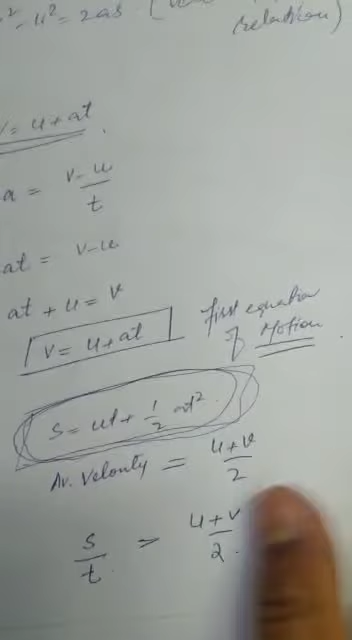 ² - u² = 2as (
relation)
v = u + at.
a = v - u / t
at = v - u
at + u = v
v = u + at
first equation
of Motion
s = ut + 1/2 at²
Av. Velocity = u + v / 2
s / t = u + v / 2